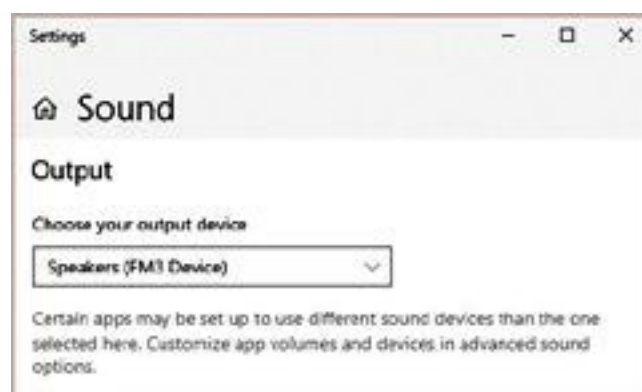 Settings
Sound
Output
Choose your output device
Speakers (FM3 Device)
Certain apps may be set up to use different sound devices than the one
selected here. Customize app volumes and devices in advanced sound
options.